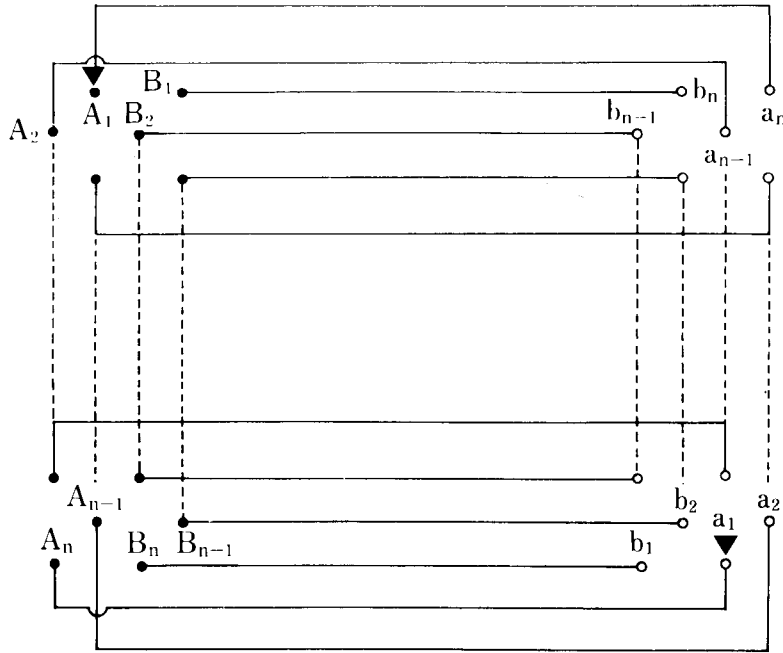 B₁ bₙ
A₁ B₂ bₙ₋₁ aₙ
A₂ aₙ₋₁
Aₙ₋₁ b₂ a₂
Aₙ Bₙ Bₙ₋₁ b₁ a₁